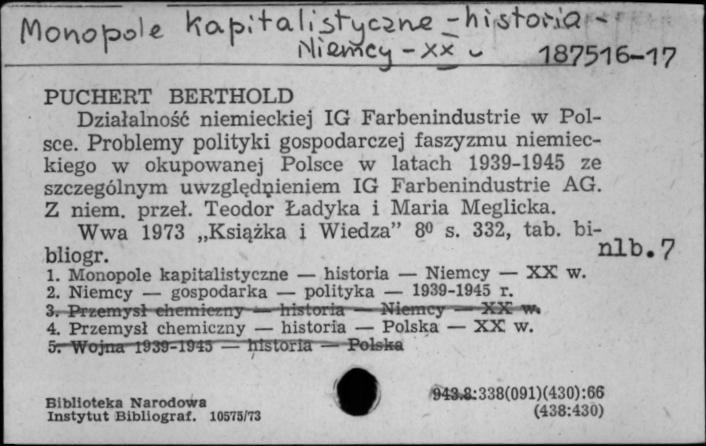 Monopole kapitalistyczne - historia -
Niemcy - XX w
187516-17
PUCHERT BERTHOLD
Działalność niemieckiej IG Farbenindustrie w Pol-
sce. Problemy polityki gospodarczej faszyzmu niemiec-
kiego w okupowanej Polsce w latach 1939-1945 ze
szczególnym uwzględnieniem IG Farbenindustrie AG.
Z niem. przeł. Teodor Ładyka i Maria Meglicka.
Wwa 1973 „Książka i Wiedza” 8⁰ s. 332, tab. bi-
bliogr. nlb. 7
1. Monopole kapitalistyczne — historia — Niemcy — XX w.
2. Niemcy — gospodarka — polityka — 1939-1945 r.
3. Przemysł chemiczny — historia — Niemcy — XX w.
4. Przemysł chemiczny — historia — Polska — XX w.
5. Wojna 1939-1945 — historia — Polska
943.8:338(091)(430):66
(438:430)
Biblioteka Narodowa
Instytut Bibliograf. 10575/73